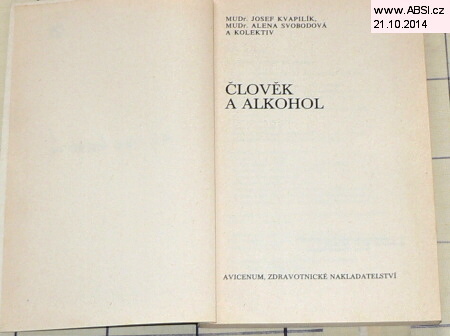 www.ABSI.cz
21.10.2014
MUDr. JOSEF KVAPILÍK,
MUDr. ALENA SVOBODOVÁ
A KOLEKTIV
ČLOVĚK
A ALKOHOL
AVICENUM, ZDRAVOTNICKÉ NAKLADATELSTVÍ